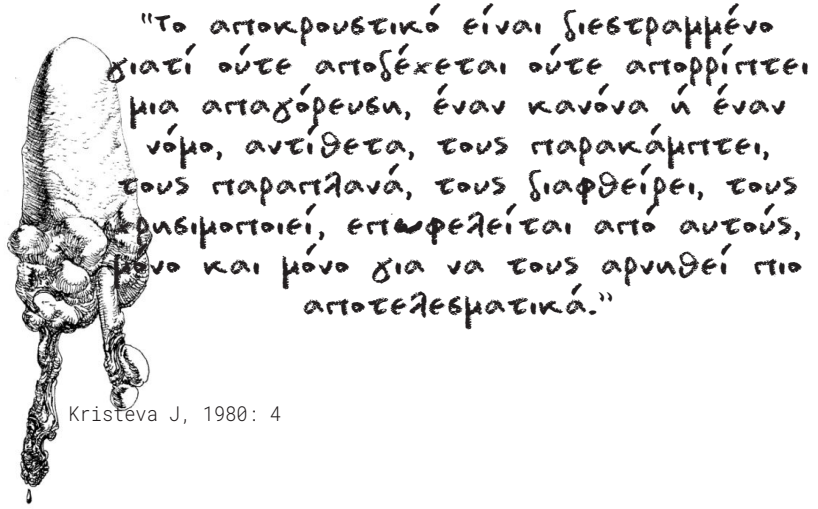 "Το αποκρουστικό είναι διεστραμμένο
γιατί ούτε αποδέχεται ούτε απορρίπτει
μια απαγόρευση, έναν κανόνα ή έναν
νόμο, αντίθετα, τους παρακάμπτει,
τους παραπλανά, τους διαφθείρει, τους
χρησιμοποιεί, επωφελείται από αυτούς,
μόνο και μόνο για να τους αρνηθεί πιο
αποτελεσματικά."
Kristeva J, 1980: 4